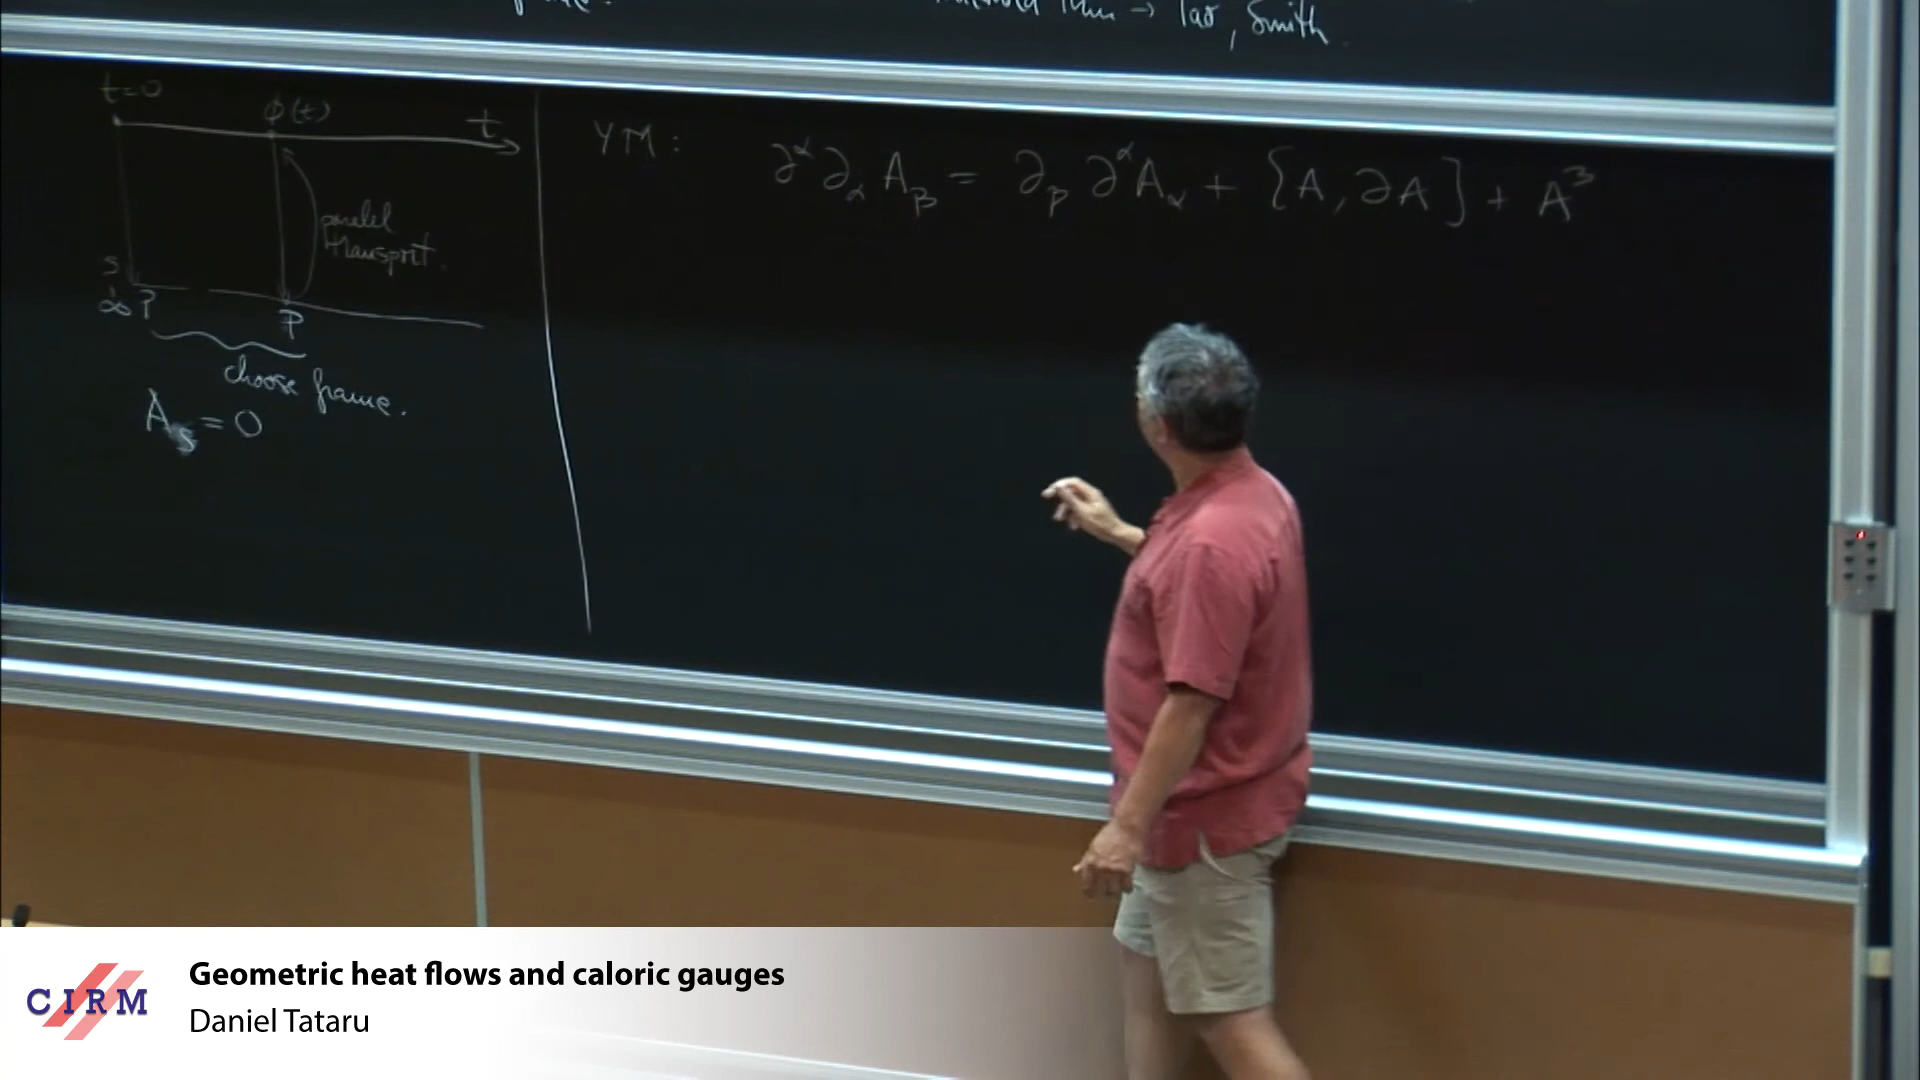 → Tao, Smith.
t=0
ϕ(t)
t
parallel
transport.
s
∞ P
P
choose frame.
A_s = 0
YM: ∂^α ∂_α A_β = ∂_β ∂^α A_α + [A, ∂A] + A^3
CIRM
Geometric heat flows and caloric gauges
Daniel Tataru